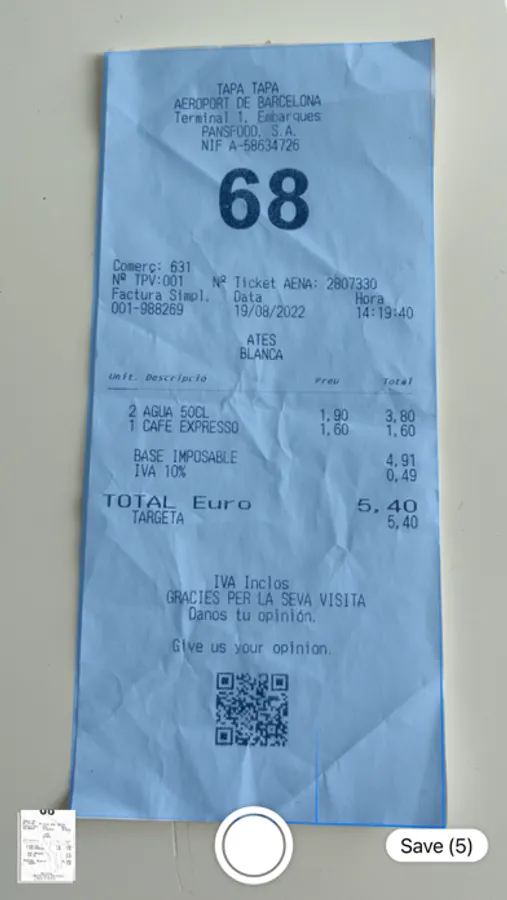 TAPA TAPA
AEROPORT DE BARCELONA
Terminal 1, Embarques
PANSFOOD, S.A.
NIF A-58634726
68
Comerç: 631
Nº TPV:001 Nº Ticket AENA: 2807330
Factura Simpl. Data Hora
001-988269 19/08/2022 14:19:40
ATES
BLANCA
Unit. Descripcio Preu Total
2 AGUA 50CL 1,90 3,80
1 CAFE EXPRESSO 1,60 1,60
BASE IMPOSABLE 4,91
IVA 10% 0,49
TOTAL Euro 5,40
TARGETA 5,40
IVA Inclos
GRACIES PER LA SEVA VISITA
Danos tu opinión.
Give us your opinion.
68
Save (5)